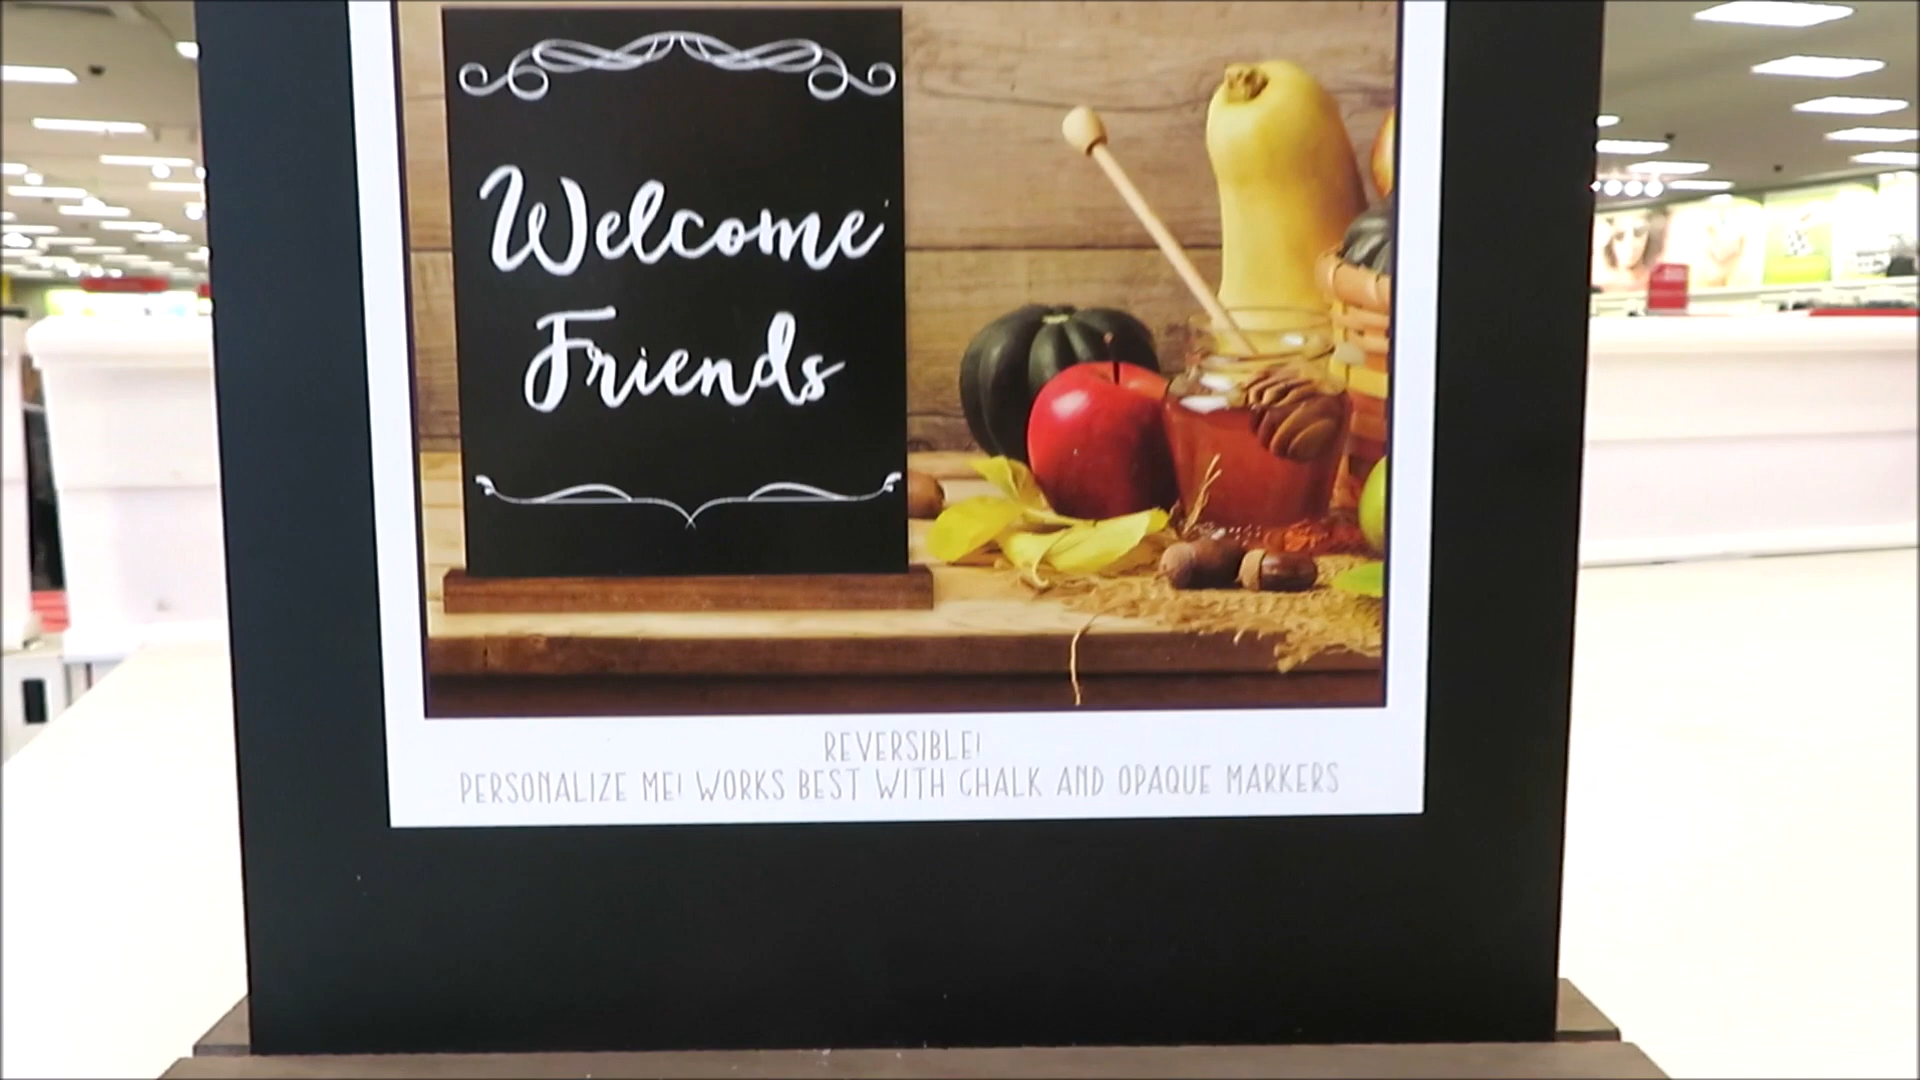 Welcome
Friends
REVERSIBLE!
PERSONALIZE ME! WORKS BEST WITH CHALK AND OPAQUE MARKERS